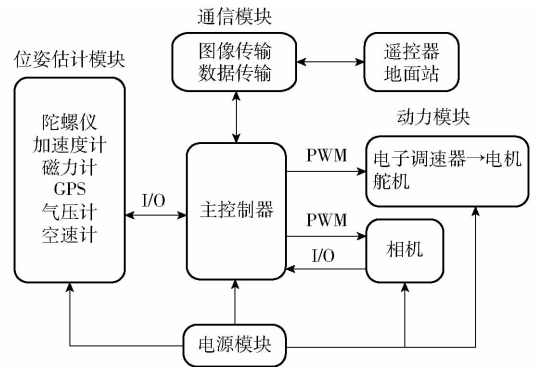 通信模块
位姿估计模块
图像传输
数据传输
遥控器
地面站
陀螺仪
加速度计
磁力计
GPS
气压计
空速计
I/O
主控制器
动力模块
PWM
电子调速器→电机
舵机
PWM
I/O
相机
电源模块